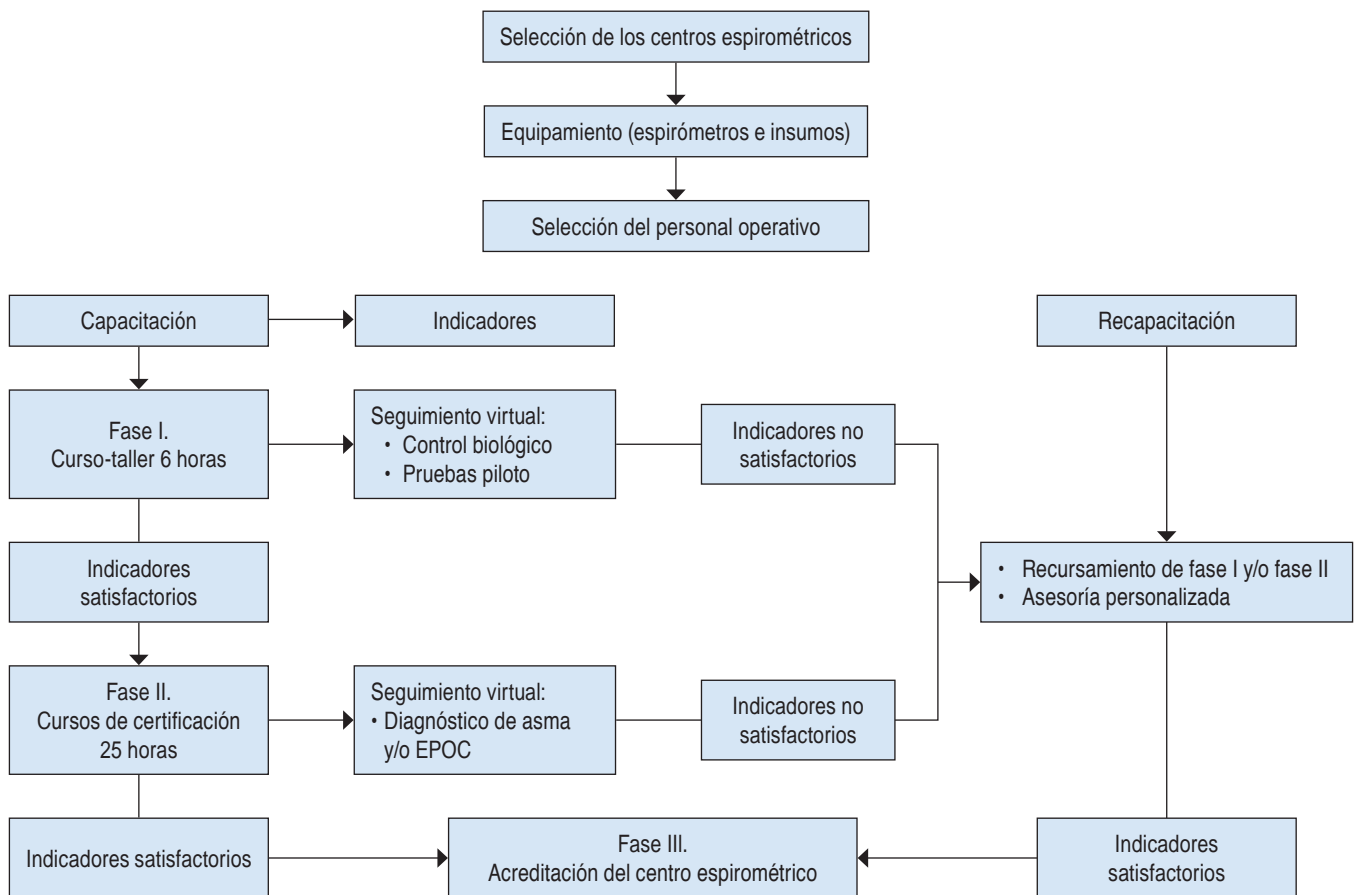 Selección de los centros espirométricos
Equipamiento (espirómetros e insumos)
Selección del personal operativo
Capacitación
Indicadores
Recapacitación
Fase I.
Curso-taller 6 horas
Seguimiento virtual:
• Control biológico
• Pruebas piloto
Indicadores no
satisfactorios
Indicadores
satisfactorios
• Recursamiento de fase I y/o fase II
• Asesoría personalizada
Fase II.
Cursos de certificación
25 horas
Seguimiento virtual:
• Diagnóstico de asma
y/o EPOC
Indicadores no
satisfactorios
Indicadores satisfactorios
Fase III.
Acreditación del centro espirométrico
Indicadores
satisfactorios